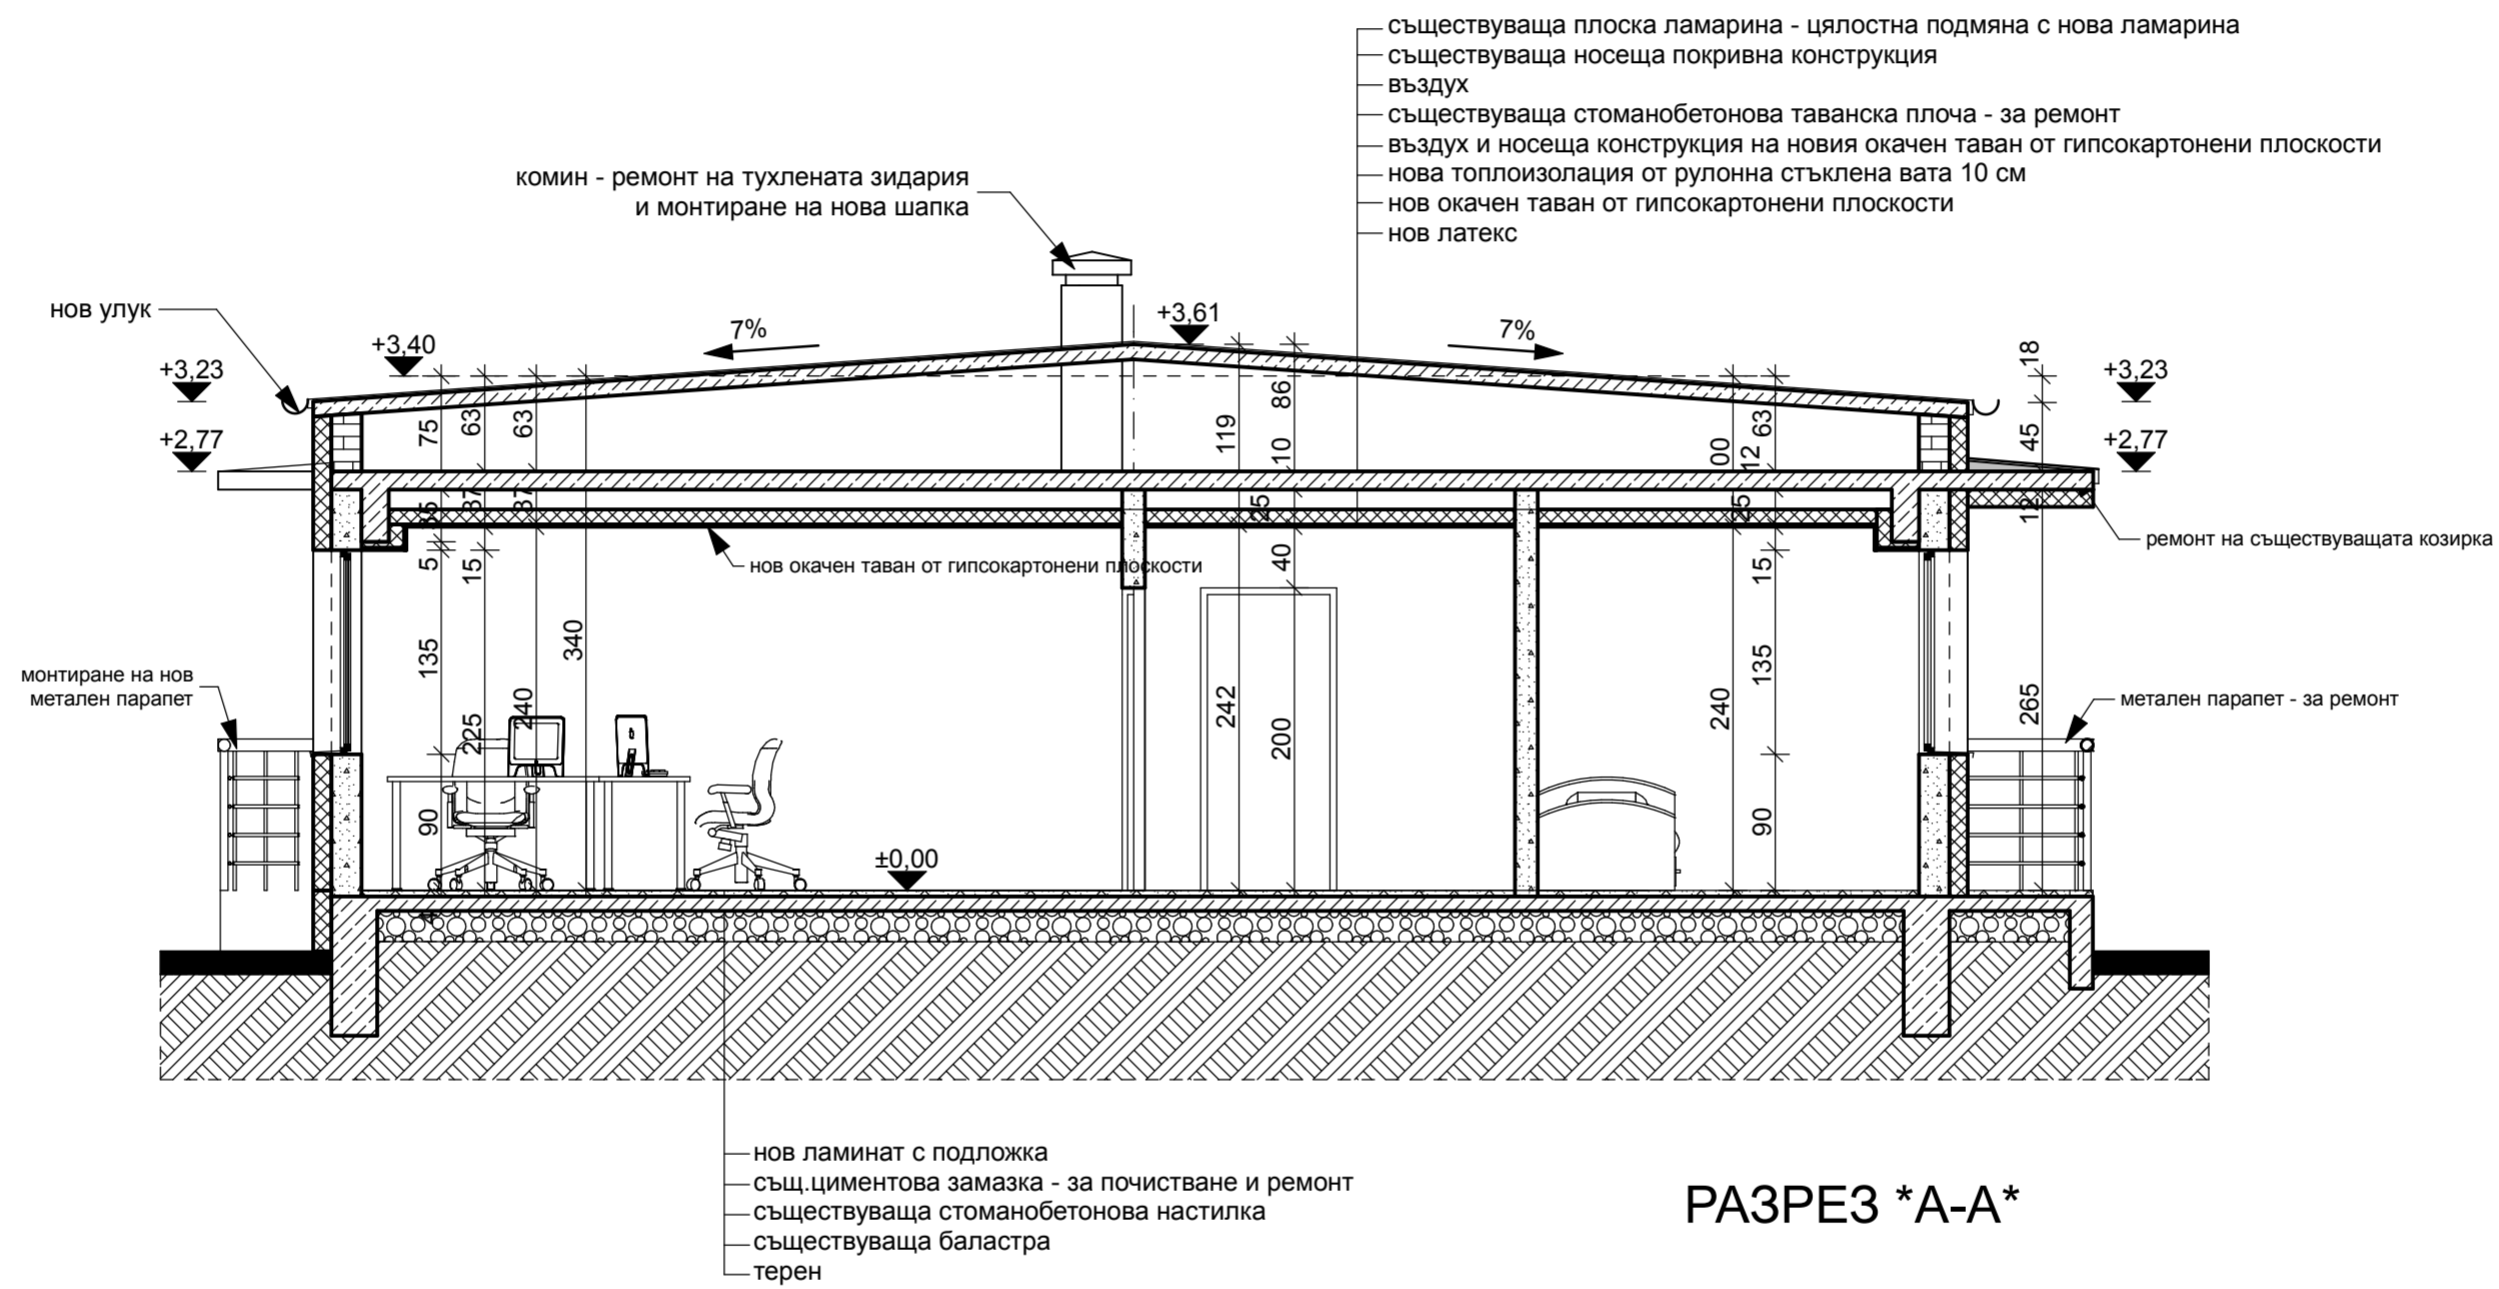 съществуваща плоска ламарина - цялостна подмяна с нова ламарина
съществуваща носеща покривна конструкция
въздух
съществуваща стоманобетонова таванска плоча - за ремонт
въздух и носеща конструкция на новия окачен таван от гипсокартонени плоскости
нова топлоизолация от рулонна стъклена вата 10 см
нов окачен таван от гипсокартонени плоскости
нов латекс
комин - ремонт на тухлената зидария
и монтиране на нова шапка
нов улук
+3,40
+3,23
+2,77
7%
+3,61
7%
+3,23
+2,77
75
63
63
119
86
10
00
12
63
18
45
37
25
25
12
5
15
40
15
нов окачен таван от гипсокартонени плоскости
ремонт на съществуващата козирка
135
225
240
340
242
200
240
135
265
90
90
монтиране на нов
метален парапет
метален парапет - за ремонт
±0,00
нов ламинат с подложка
същ.циментова замазка - за почистване и ремонт
съществуваща стоманобетонова настилка
съществуваща баластра
терен
РАЗРЕЗ *А-А*